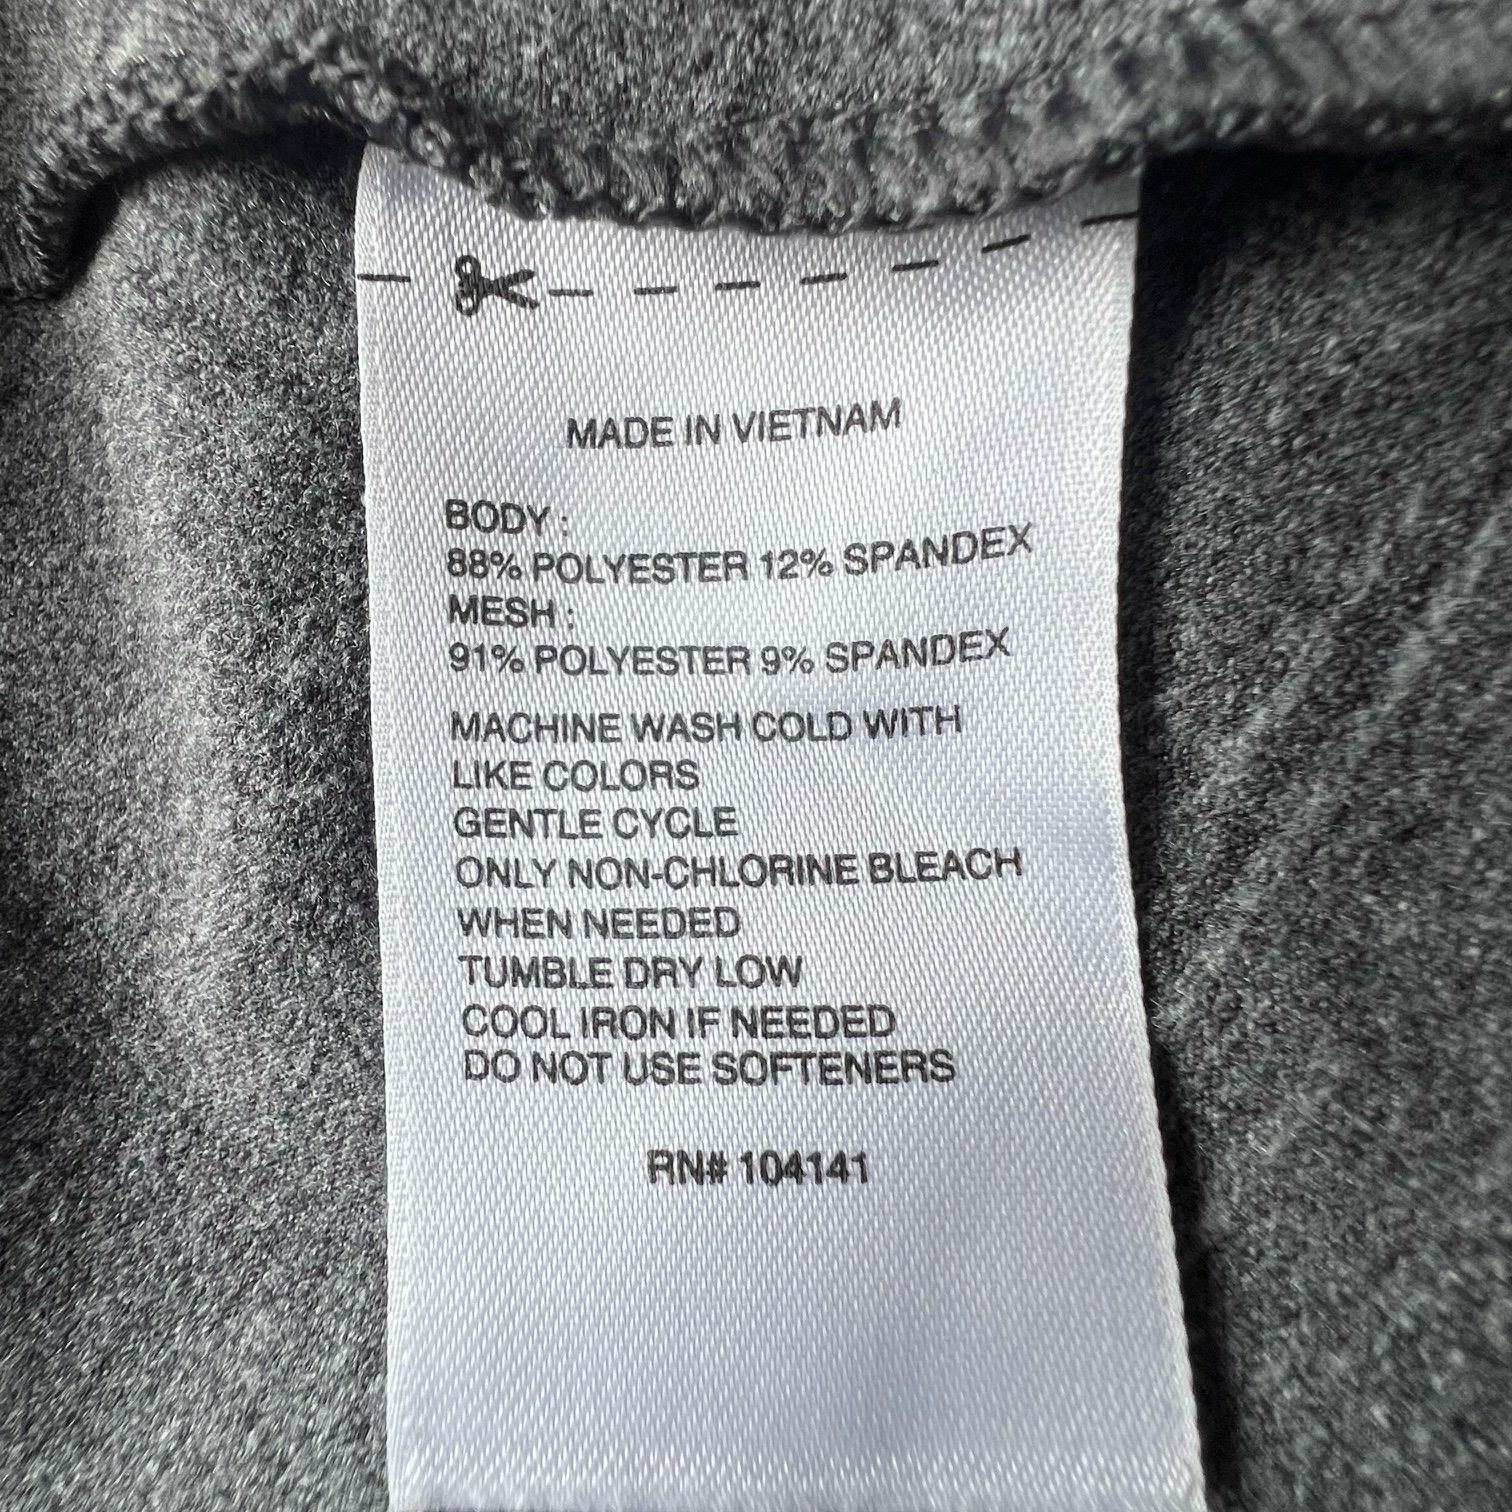 MADE IN VIETNAM
BODY :
88% POLYESTER 12% SPANDEX
MESH :
91% POLYESTER 9% SPANDEX
MACHINE WASH COLD WITH
LIKE COLORS
GENTLE CYCLE
ONLY NON-CHLORINE BLEACH
WHEN NEEDED
TUMBLE DRY LOW
COOL IRON IF NEEDED
DO NOT USE SOFTENERS
RN# 104141